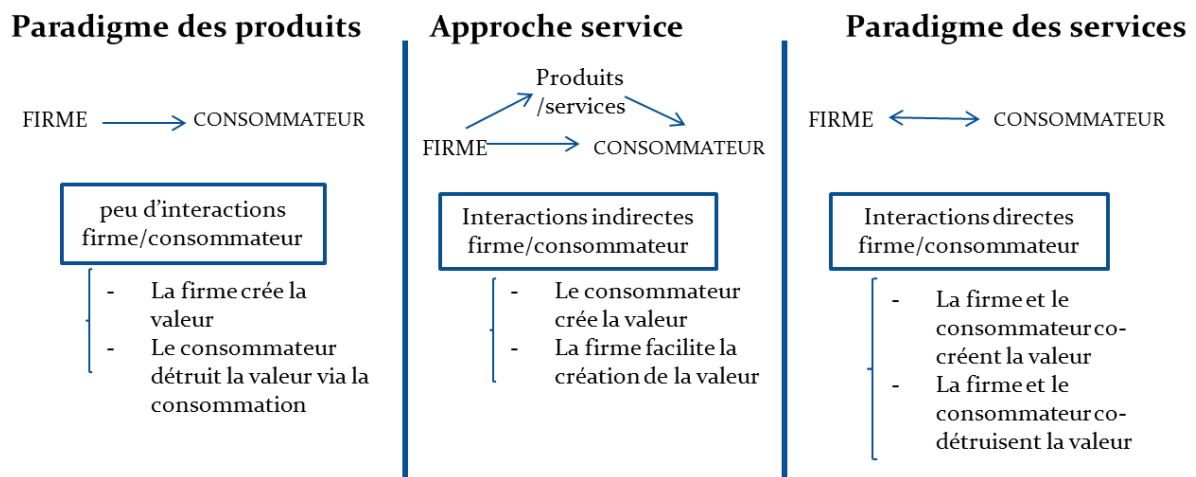 Paradigme des produits
FIRME
CONSOMMATEUR
peu d'interactions
firme/consommateur
- La firme crée la
valeur
- Le consommateur
détruit la valeur via la
consommation
Approche service
Produits
/services
FIRME
CONSOMMATEUR
Interactions indirectes
firme/consommateur
- Le consommateur
crée la valeur
- La firme facilite la
création de la valeur
Paradigme des services
FIRME
CONSOMMATEUR
Interactions directes
firme/consommateur
- La firme et le
consommateur co-
créent la valeur
- La firme et le
consommateur co-
détruisent la valeur